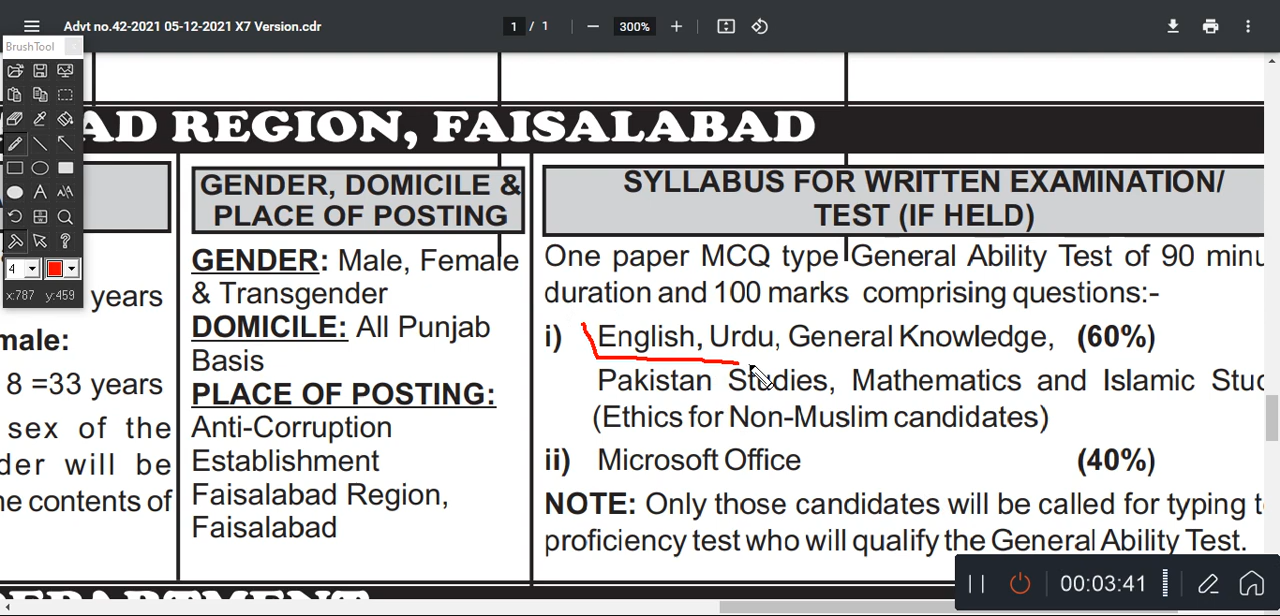 Advt no.42-2021 05-12-2021 X7 Version.cdr
1 / 1
300%
BrushTool
AD REGION, FAISALABAD
GENDER, DOMICILE &
PLACE OF POSTING
SYLLABUS FOR WRITTEN EXAMINATION/
TEST (IF HELD)
years
male:
8 =33 years
sex of the
der will be
ne contents of
GENDER: Male, Female
& Transgender
DOMICILE: All Punjab
Basis
PLACE OF POSTING:
Anti-Corruption
Establishment
Faisalabad Region,
Faisalabad
One paper MCQ type General Ability Test of 90 minu
duration and 100 marks comprising questions:-
i) English, Urdu, General Knowledge, (60%)
Pakistan Studies, Mathematics and Islamic Stud
(Ethics for Non-Muslim candidates)
ii) Microsoft Office (40%)
NOTE: Only those candidates will be called for typing t
proficiency test who will qualify the General Ability Test.
4
x:787 y:459
00:03:41